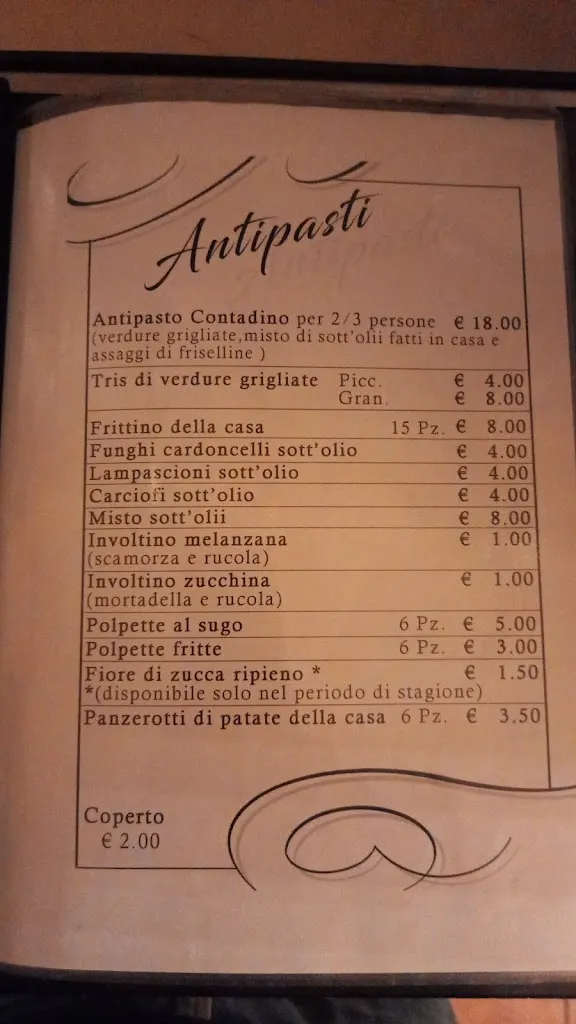 Antipasti
Antipasto Contadino per 2/3 persone € 18.00
(verdure grigliate,misto di sott'olii fatti in casa e
assaggi di friselline )
Tris di verdure grigliate Picc. € 4.00
Gran. € 8.00
Frittino della casa 15 Pz. € 8.00
Funghi cardoncelli sott'olio € 4.00
Lampascioni sott'olio € 4.00
Carciofi sott'olio € 4.00
Misto sott'olii € 8.00
Involtino melanzana € 1.00
(scamorza e rucola)
Involtino zucchina € 1.00
(mortadella e rucola)
Polpette al sugo 6 Pz. € 5.00
Polpette fritte 6 Pz. € 3.00
Fiore di zucca ripieno * € 1.50
*(disponibile solo nel periodo di stagione)
Panzerotti di patate della casa 6 Pz. € 3.50
Coperto
€ 2.00